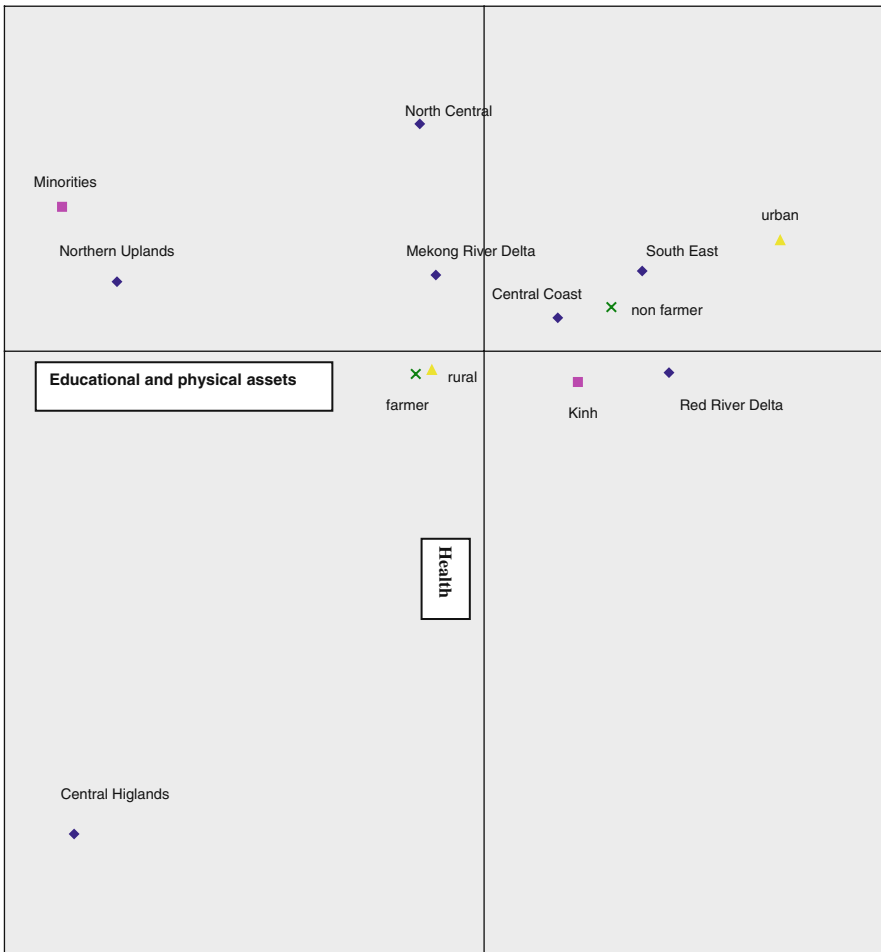 North Central
Minorities
urban
Northern Uplands
Mekong River Delta
South East
Central Coast
non farmer
Educational and physical assets
rural
farmer
Kinh
Red River Delta
Health
Central Higlands